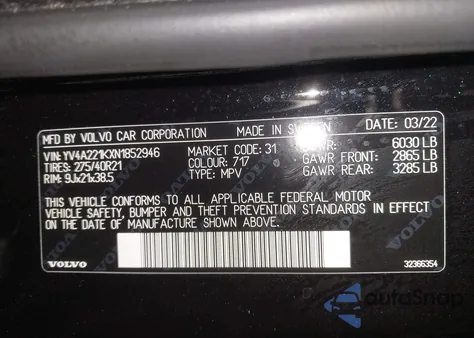 MFD BY VOLVO CAR CORPORATION MADE IN SWEDEN DATE: 03/22
VIN: YV4A221KXN1852946 MARKET CODE: 31 GVWR 6030 LB
TIRES: 275/40R21 COLOUR: 717 GAWR FRONT 2865 LB
RIM: 9Jx21x38.5 TYPE: MPV GAWR REAR 3285 LB
THIS VEHICLE CONFORMS TO ALL APPLICABLE FEDERAL MOTOR
VEHICLE SAFETY, BUMPER AND THEFT PREVENTION STANDARDS IN EFFECT
ON THE DATE OF MANUFACTURE SHOWN ABOVE.
VOLVO 32366354
autoSnap